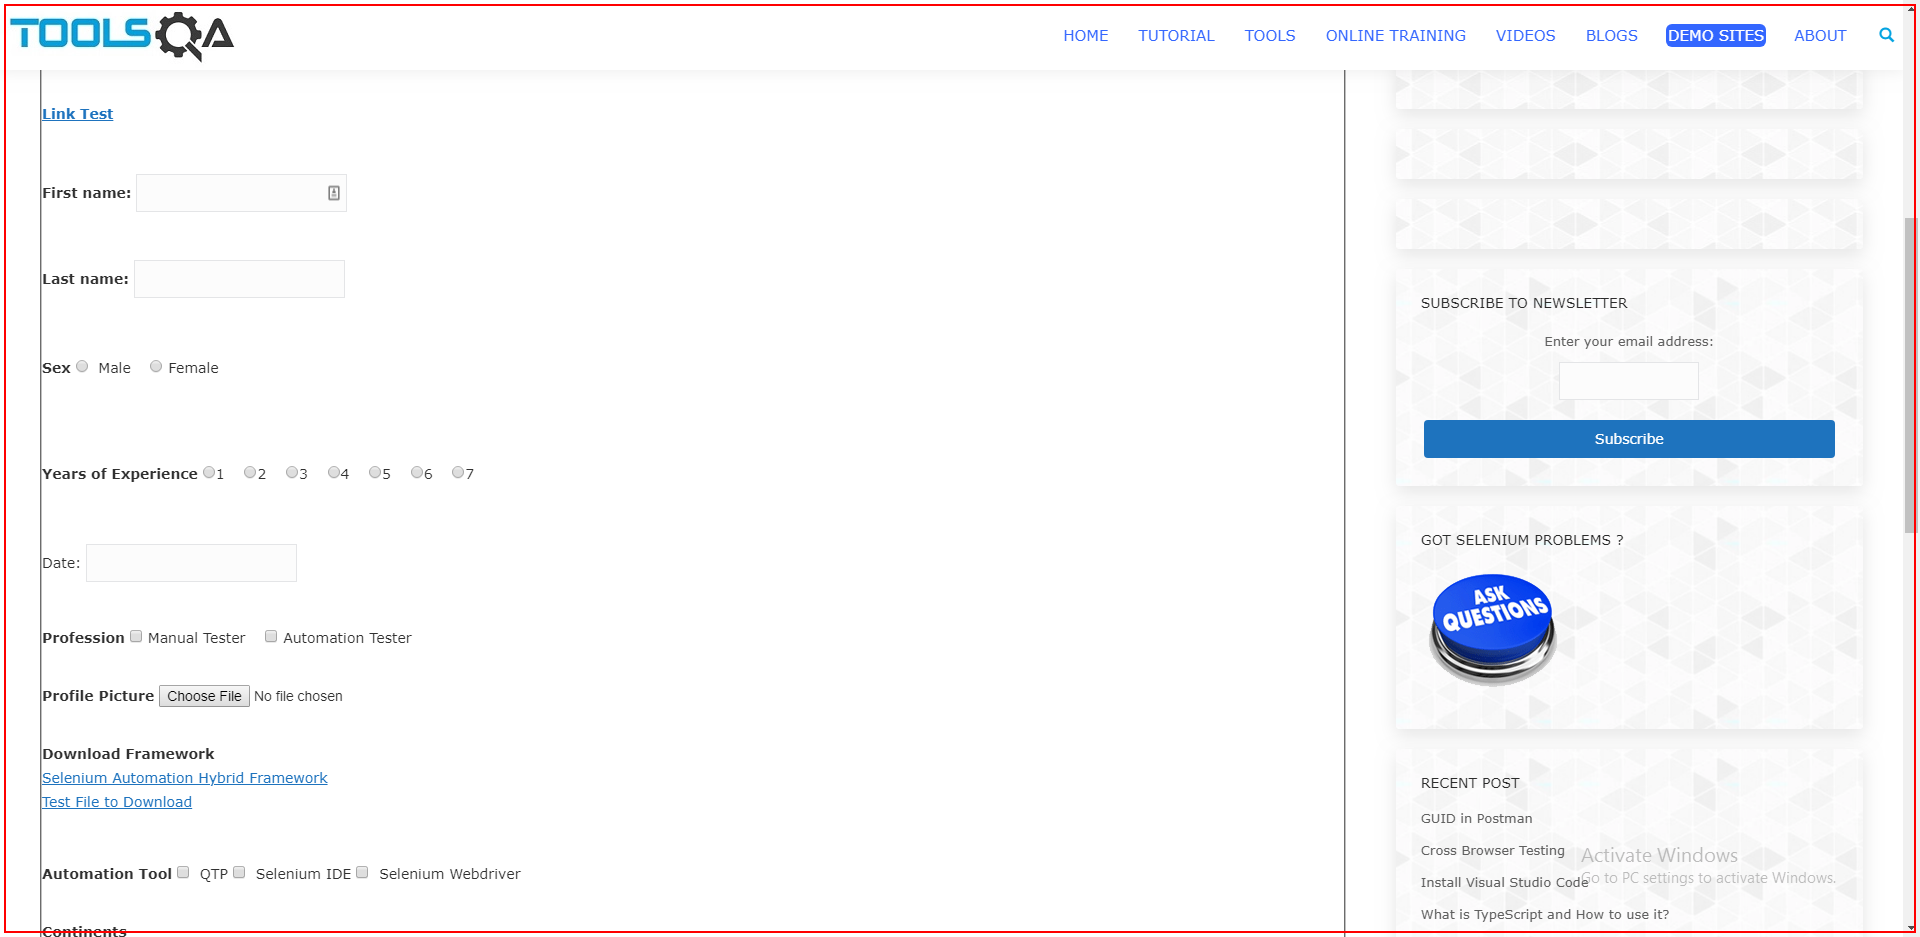 TOOLSQA
HOME TUTORIAL TOOLS ONLINE TRAINING VIDEOS BLOGS DEMO SITES ABOUT
Link Test
First name:
Last name:
Sex Male Female
Years of Experience 1 2 3 4 5 6 7
Date:
Profession Manual Tester Automation Tester
Profile Picture Choose File No file chosen
Download Framework
Selenium Automation Hybrid Framework
Test File to Download
Automation Tool QTP Selenium IDE Selenium Webdriver
Continents
SUBSCRIBE TO NEWSLETTER
Enter your email address:
Subscribe
GOT SELENIUM PROBLEMS ?
ASK
QUESTIONS
RECENT POST
GUID in Postman
Cross Browser Testing
Install Visual Studio Code
What is TypeScript and How to use it?
Activate Windows
Go to PC settings to activate Windows.